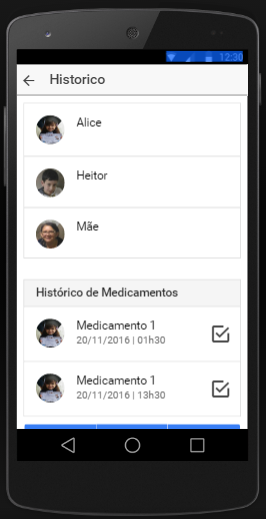 12:30
Historico
Alice
Heitor
Mãe
Histórico de Medicamentos
Medicamento 1
20/11/2016 | 01h30
Medicamento 1
20/11/2016 | 13h30